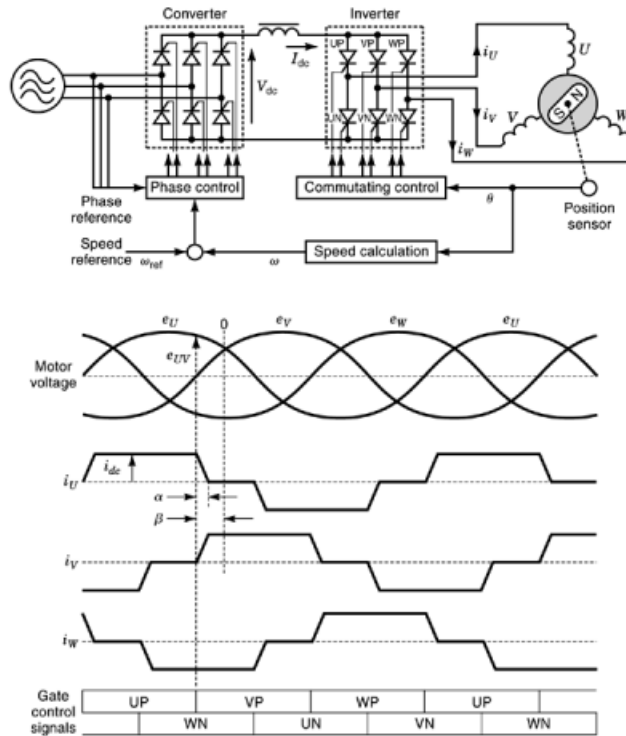 Converter
Inverter
UP
VP
WP
I_dc
V_dc
UN
VN
WN
i_U
i_V
i_W
U
V
W
S
N
Phase control
Commutating control
Phase
reference
θ
Position
sensor
Speed
reference
ω_ref
ω
Speed calculation
e_U
0
e_V
e_W
e_U
Motor
voltage
e_UV
i_dc
i_U
α
β
i_V
i_W
Gate
control
signals
UP
VP
WP
UP
WN
UN
VN
WN